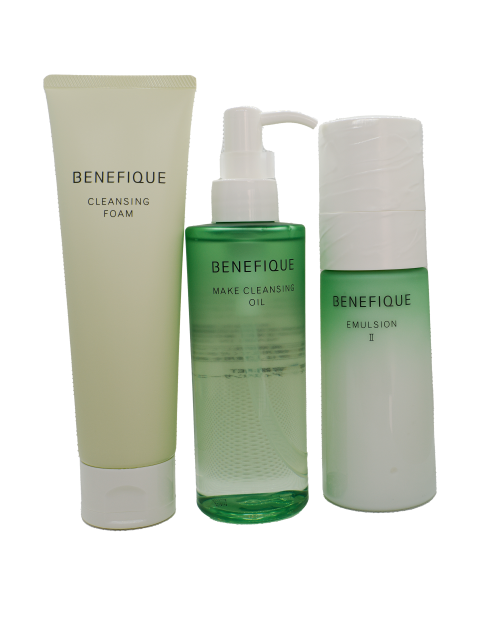 BENEFIQUE
CLEANSING
FOAM
BENEFIQUE
MAKE CLEANSING
OIL
BENEFIQUE
EMULSION
II